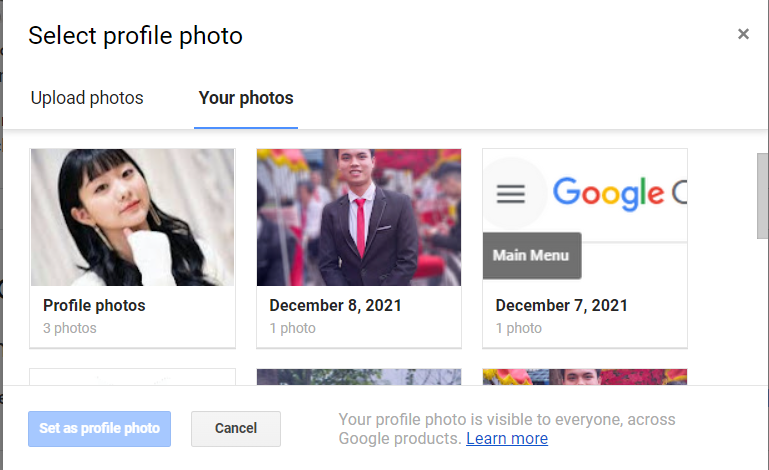 Select profile photo
×
Upload photos
Your photos
Google
Main Menu
Profile photos
3 photos
December 8, 2021
1 photo
December 7, 2021
1 photo
Set as profile photo
Cancel
Your profile photo is visible to everyone, across
Google products. Learn more